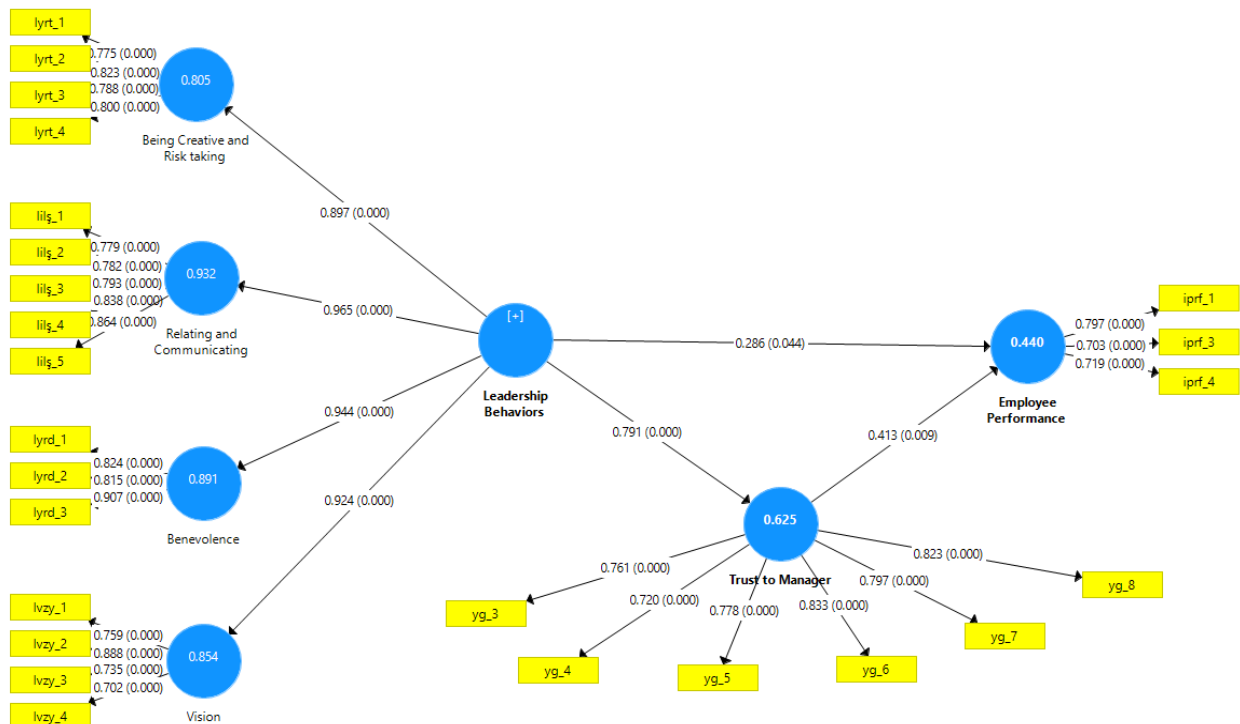 lyrt_1
lyrt_2
lyrt_3
lyrt_4
0.775 (0.000)
0.823 (0.000)
0.788 (0.000)
0.800 (0.000)
0.805
Being Creative and
Risk taking
0.897 (0.000)
lilş_1
lilş_2
lilş_3
lilş_4
lilş_5
0.779 (0.000)
0.782 (0.000)
0.793 (0.000)
0.838 (0.000)
0.864 (0.000)
0.932
Relating and
Communicating
0.965 (0.000)
[+]
Leadership
Behaviors
0.286 (0.044)
0.440
Employee
Performance
0.797 (0.000)
0.703 (0.000)
0.719 (0.000)
iprf_1
iprf_3
iprf_4
0.944 (0.000)
0.791 (0.000)
0.413 (0.009)
lyrd_1
lyrd_2
lyrd_3
0.824 (0.000)
0.815 (0.000)
0.907 (0.000)
0.891
Benevolence
0.924 (0.000)
0.625
Trust to Manager
0.761 (0.000)
0.720 (0.000)
0.778 (0.000)
0.833 (0.000)
0.797 (0.000)
0.823 (0.000)
yg_3
yg_4
yg_5
yg_6
yg_7
yg_8
lvzy_1
lvzy_2
lvzy_3
lvzy_4
0.759 (0.000)
0.888 (0.000)
0.735 (0.000)
0.702 (0.000)
0.854
Vision